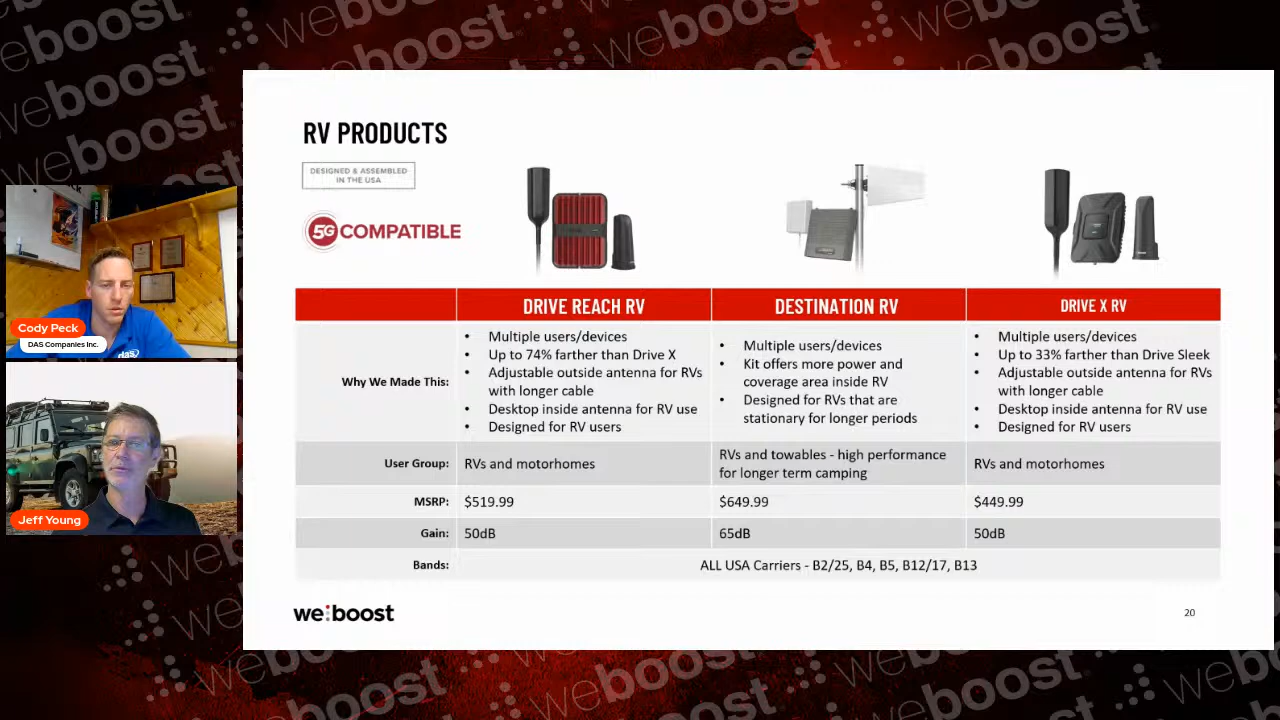 RV PRODUCTS
DESIGNED & ASSEMBLED
IN THE USA
5G COMPATIBLE
DRIVE REACH RV
DESTINATION RV
DRIVE X RV
Why We Made This:
• Multiple users/devices
• Up to 74% farther than Drive X
• Adjustable outside antenna for RVs
with longer cable
• Desktop inside antenna for RV use
• Designed for RV users
• Multiple users/devices
• Kit offers more power and
coverage area inside RV
• Designed for RVs that are
stationary for longer periods
• Multiple users/devices
• Up to 33% farther than Drive Sleek
• Adjustable outside antenna for RVs
with longer cable
• Desktop inside antenna for RV use
• Designed for RV users
User Group:
RVs and motorhomes
RVs and towables - high performance
for longer term camping
RVs and motorhomes
MSRP:
$519.99
$649.99
$449.99
Gain:
50dB
65dB
50dB
Bands:
ALL USA Carriers - B2/25, B4, B5, B12/17, B13
we:boost
20
Cody Peck
DAS Companies Inc.
das
Jeff Young
weboost